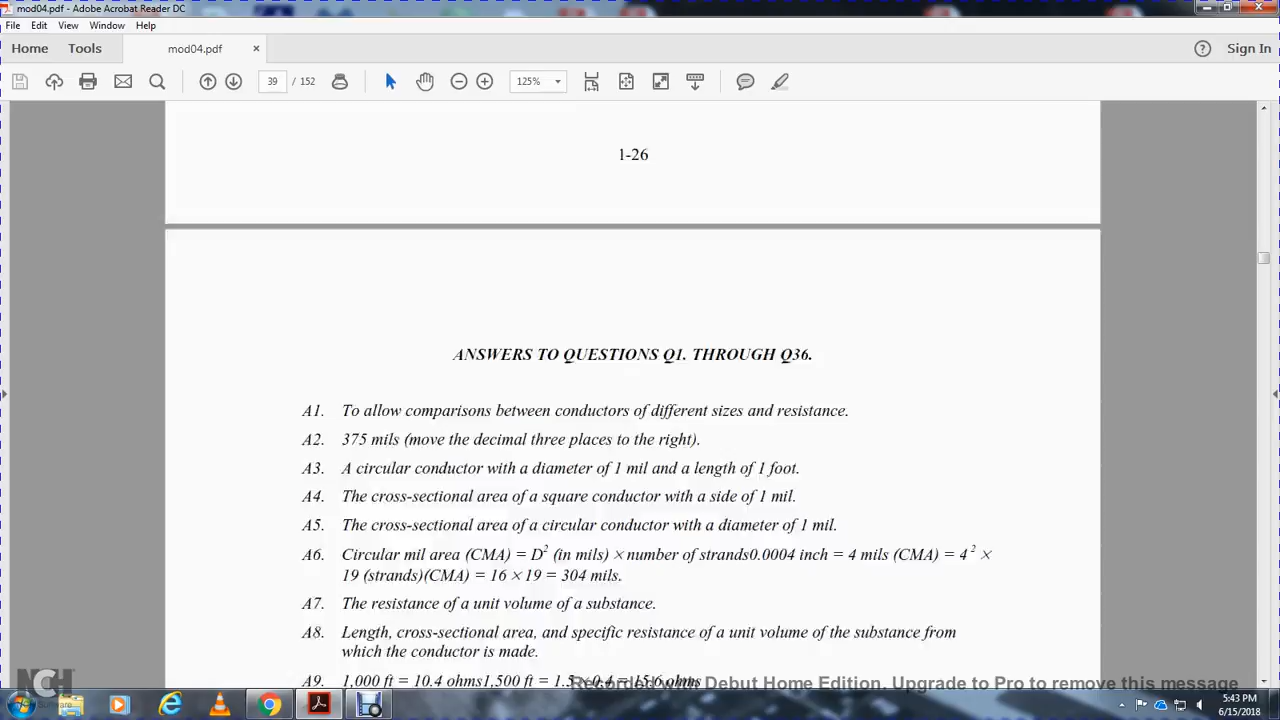 mod04.pdf - Adobe Acrobat Reader DC
File Edit View Window Help
Home Tools mod04.pdf × Sign In
39 / 152 125%
1-26
ANSWERS TO QUESTIONS Q1. THROUGH Q36.
A1. To allow comparisons between conductors of different sizes and resistance.
A2. 375 mils (move the decimal three places to the right).
A3. A circular conductor with a diameter of 1 mil and a length of 1 foot.
A4. The cross-sectional area of a square conductor with a side of 1 mil.
A5. The cross-sectional area of a circular conductor with a diameter of 1 mil.
A6. Circular mil area (CMA) = D² (in mils) × number of strands0.0004 inch = 4 mils (CMA) = 4² ×
19 (strands)(CMA) = 16 × 19 = 304 mils.
A7. The resistance of a unit volume of a substance.
A8. Length, cross-sectional area, and specific resistance of a unit volume of the substance from
which the conductor is made.
A9. 1,000 ft = 10.4 ohms1,500 ft = 1.5 = 15.6 ohms
Recorded with Debut Home Edition. Upgrade to Pro to remove this message
NCH
Software
5:43 PM
6/15/2018